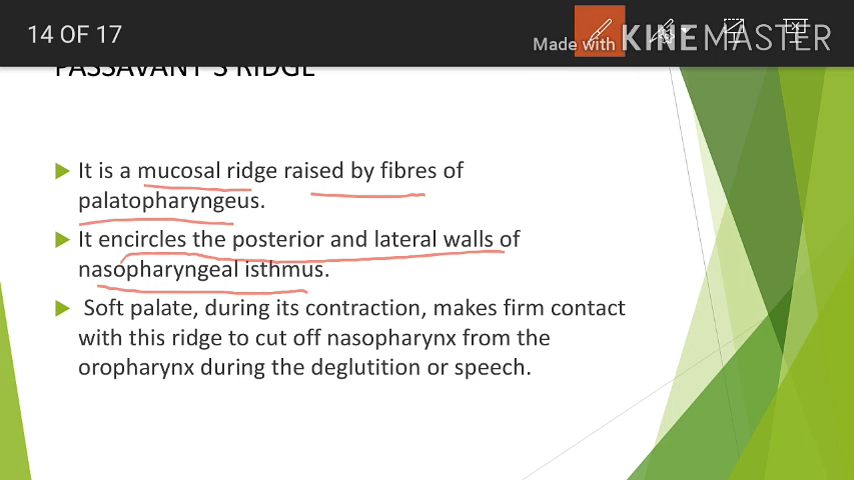 14 OF 17
Made with KINEMASTER
PASSAVANT'S RIDGE
It is a mucosal ridge raised by fibres of
palatopharyngeus.
It encircles the posterior and lateral walls of
nasopharyngeal isthmus.
Soft palate, during its contraction, makes firm contact
with this ridge to cut off nasopharynx from the
oropharynx during the deglutition or speech.